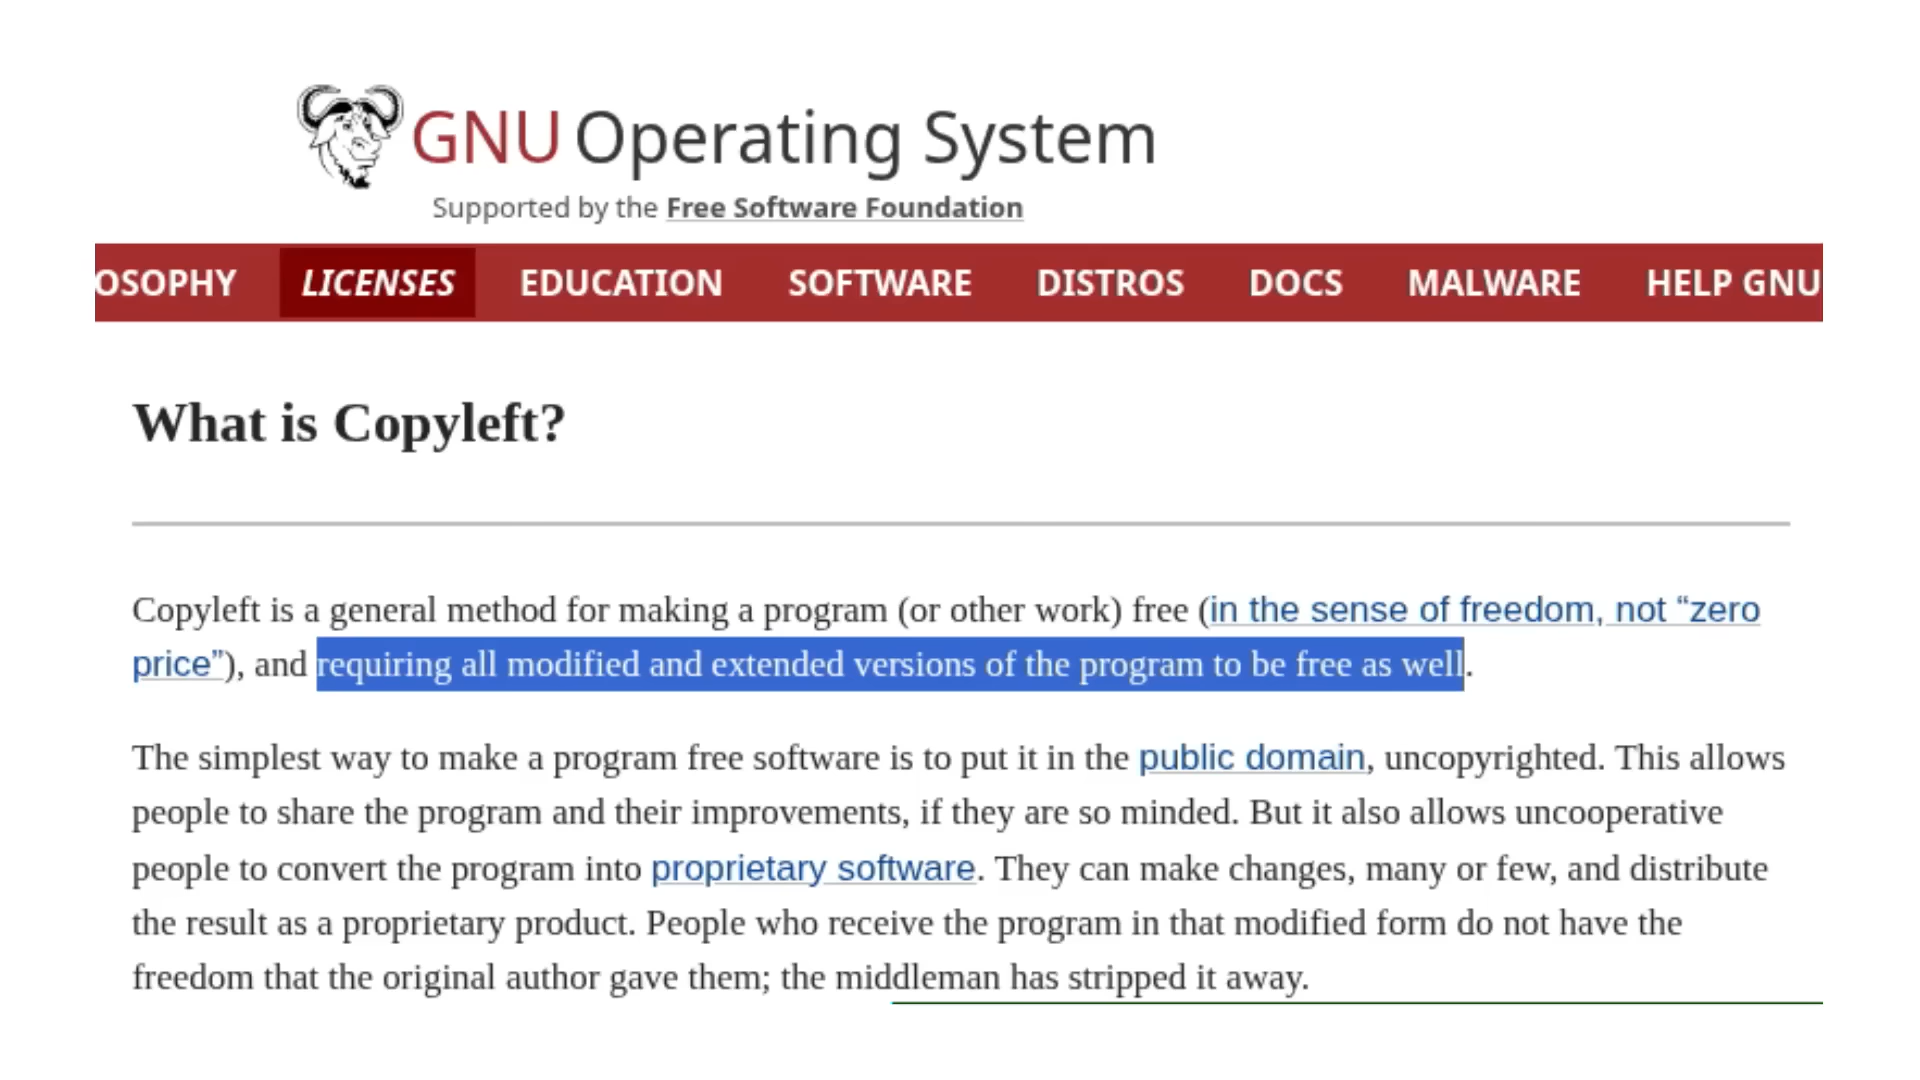 GNU Operating System
Supported by the Free Software Foundation
OSOPHY LICENSES EDUCATION SOFTWARE DISTROS DOCS MALWARE HELP GNU
What is Copyleft?
Copyleft is a general method for making a program (or other work) free (in the sense of freedom, not “zero
price”), and requiring all modified and extended versions of the program to be free as well.
The simplest way to make a program free software is to put it in the public domain, uncopyrighted. This allows
people to share the program and their improvements, if they are so minded. But it also allows uncooperative
people to convert the program into proprietary software. They can make changes, many or few, and distribute
the result as a proprietary product. People who receive the program in that modified form do not have the
freedom that the original author gave them; the middleman has stripped it away.